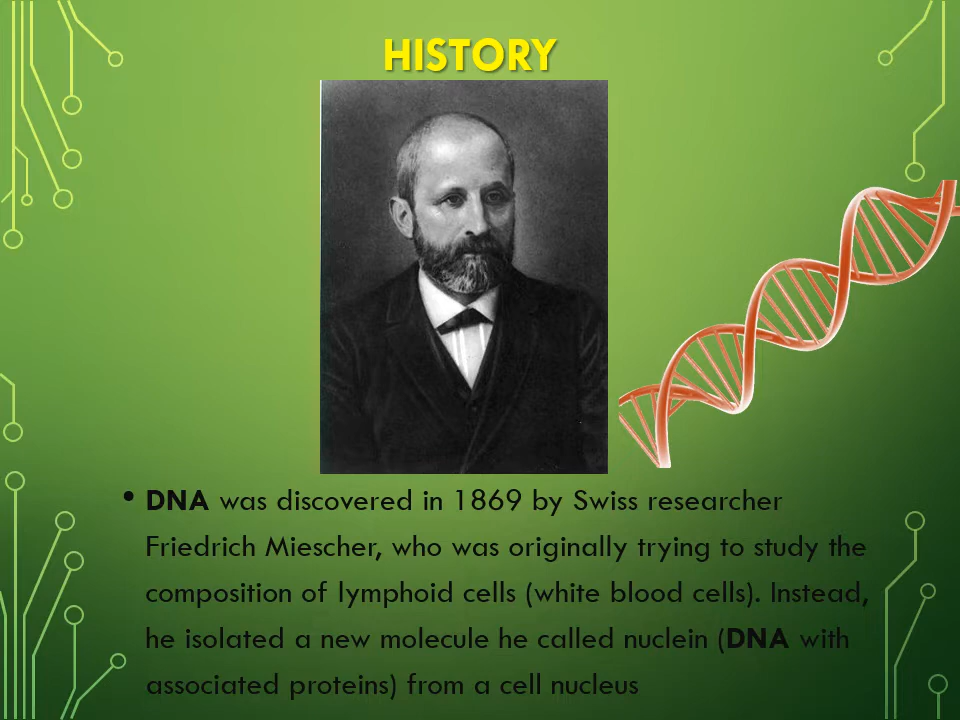 HISTORY
• DNA was discovered in 1869 by Swiss researcher
Friedrich Miescher, who was originally trying to study the
composition of lymphoid cells (white blood cells). Instead,
he isolated a new molecule he called nuclein (DNA with
associated proteins) from a cell nucleus